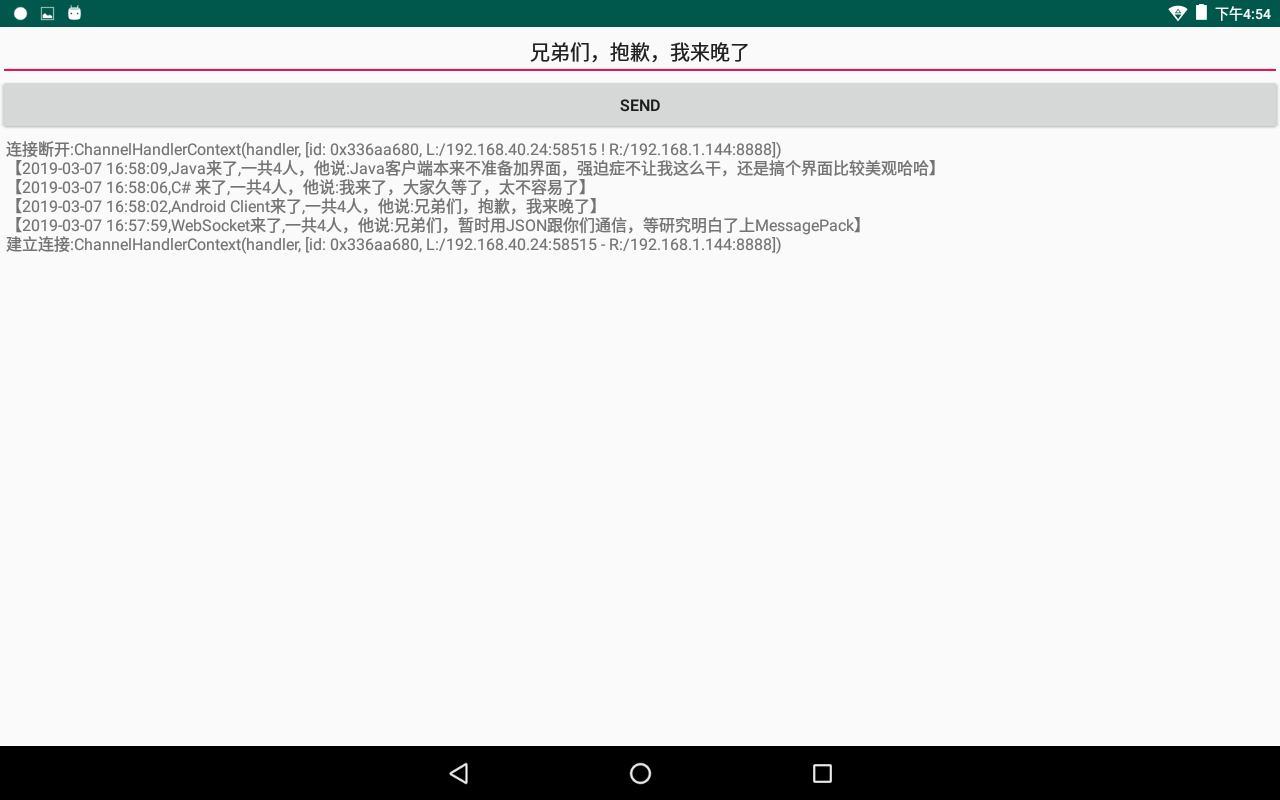 下午4:54
兄弟们，抱歉，我来晚了
SEND
连接断开:ChannelHandlerContext(handler, [id: 0x336aa680, L:/192.168.40.24:58515 ! R:/192.168.1.144:8888])
【2019-03-07 16:58:09,Java来了,一共4人，他说:Java客户端本来不准备加界面，强迫症不让我这么干，还是搞个界面比较美观哈哈】
【2019-03-07 16:58:06,C# 来了,一共4人，他说:我来了，大家久等了，太不容易了】
【2019-03-07 16:58:02,Android Client来了,一共4人，他说:兄弟们，抱歉，我来晚了】
【2019-03-07 16:57:59,WebSocket来了,一共4人，他说:兄弟们，暂时用JSON跟你们通信，等研究明白了上MessagePack】
建立连接:ChannelHandlerContext(handler, [id: 0x336aa680, L:/192.168.40.24:58515 - R:/192.168.1.144:8888])